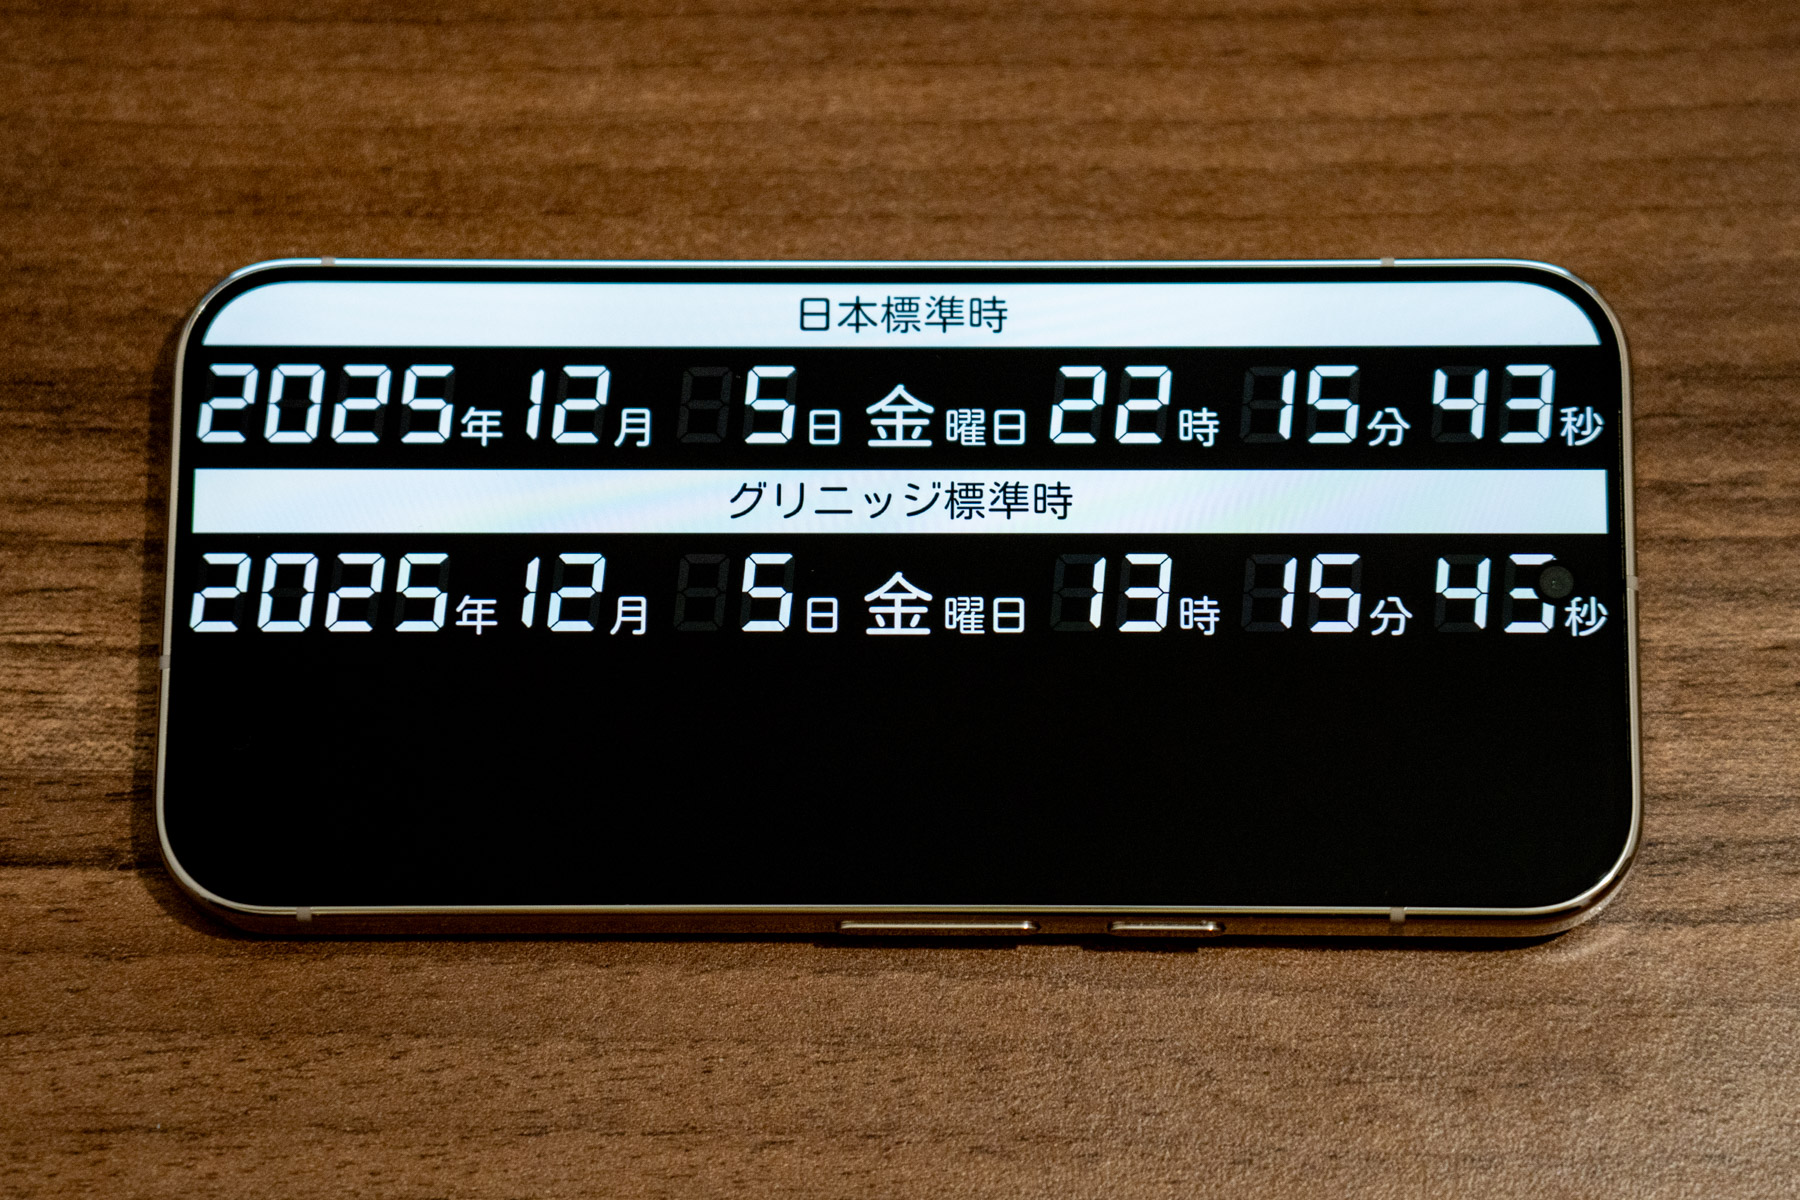 日本標準時
2025年 12月 5日 金曜日 22時 15分 43秒
グリニッジ標準時
2025年 12月 5日 金曜日 13時 15分 43秒